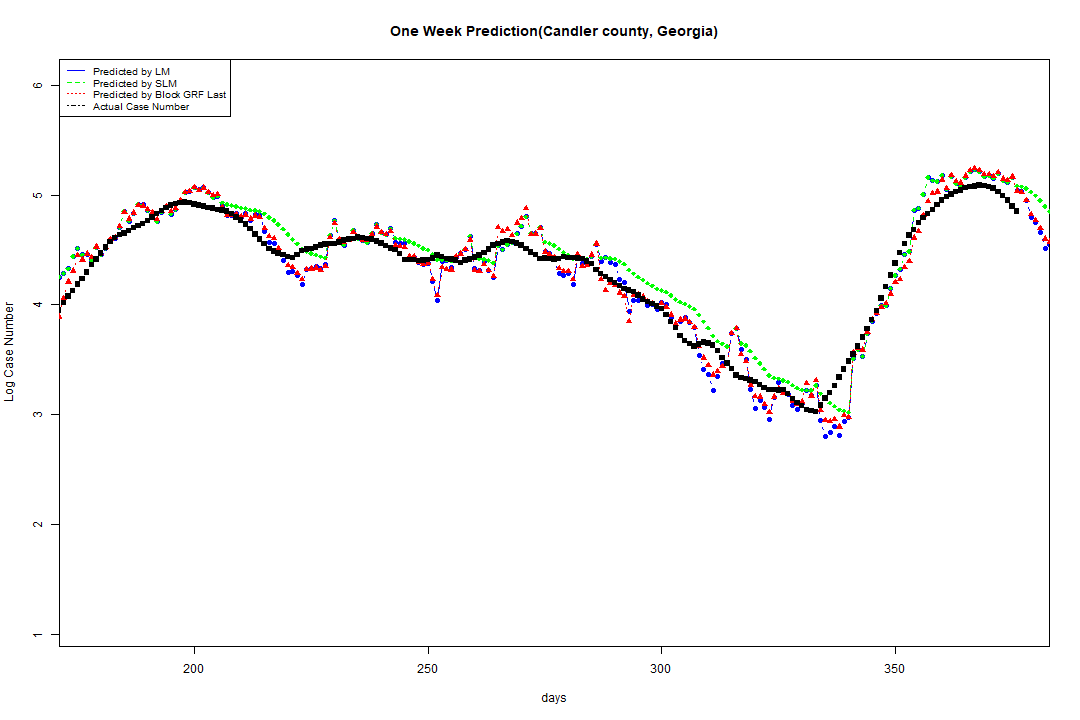 One Week Prediction(Candler county, Georgia)
Predicted by LM
Predicted by SLM
Predicted by Block GRF Last
Actual Case Number
6
5
4
3
2
1
Log Case Number
200 250 300 350
days